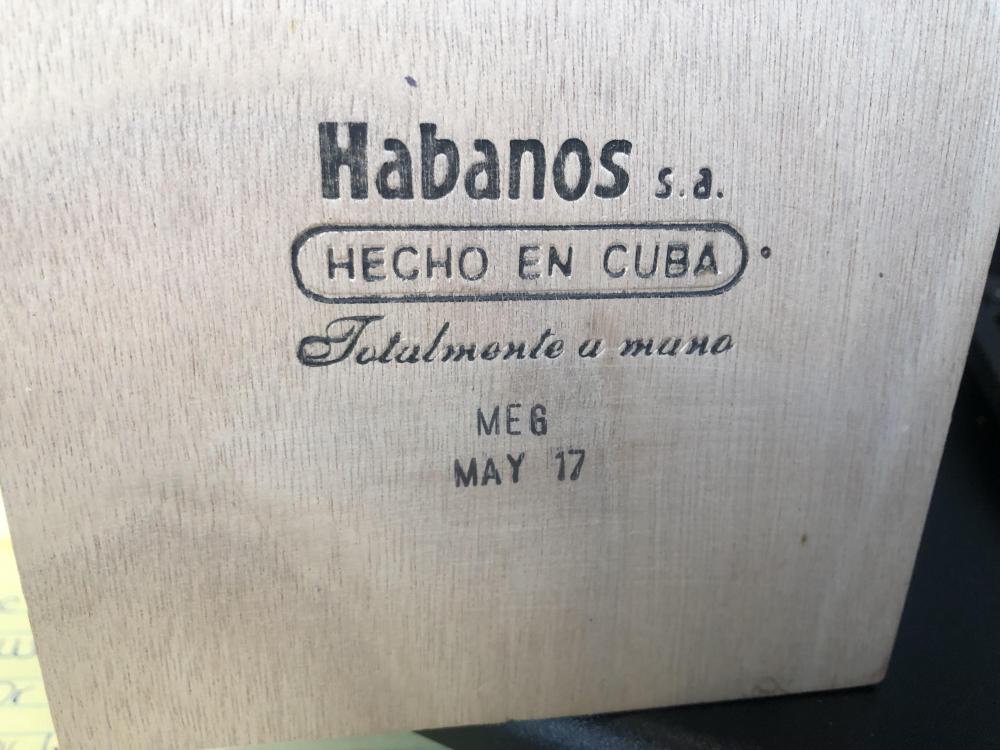 Habanos s.a.
HECHO EN CUBA
Totalmente a mano
MEG
MAY 17